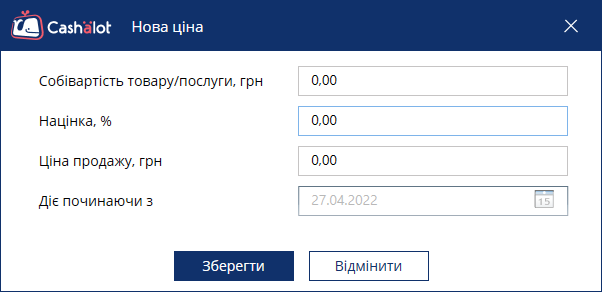 Cashalot Нова ціна
Собівартість товару/послуги, грн 0,00
Націнка, % 0,00
Ціна продажу, грн 0,00
Діє починаючи з 27.04.2022 15
Зберегти Відмінити